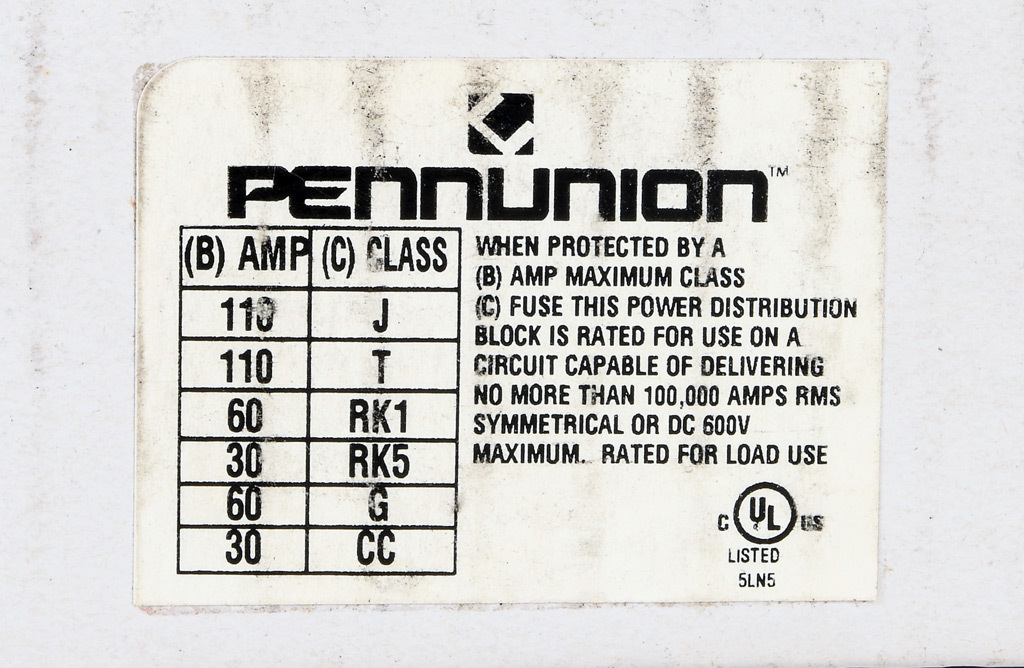 PENNUNION™
(B) AMP (C) CLASS
110 J
110 T
60 RK1
30 RK5
60 G
30 CC
WHEN PROTECTED BY A
(B) AMP MAXIMUM CLASS
(C) FUSE THIS POWER DISTRIBUTION
BLOCK IS RATED FOR USE ON A
CIRCUIT CAPABLE OF DELIVERING
NO MORE THAN 100,000 AMPS RMS
SYMMETRICAL OR DC 600V
MAXIMUM. RATED FOR LOAD USE
C UL US
LISTED
5LN5